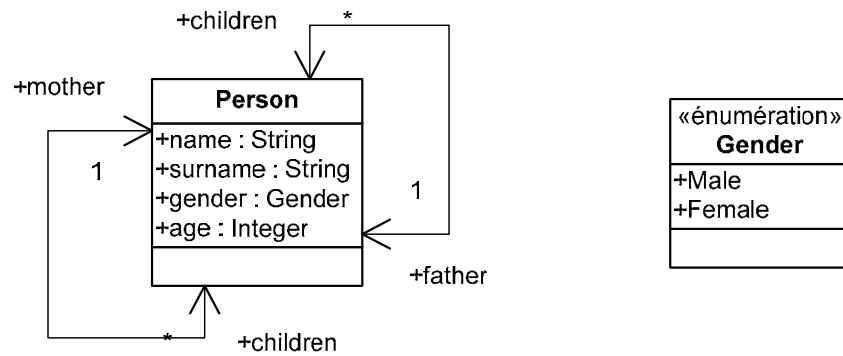 +children
*
+mother
Person
+name : String
+surname : String
+gender : Gender
+age : Integer
1
1
+father
*
+children
«énumération»
Gender
+Male
+Female